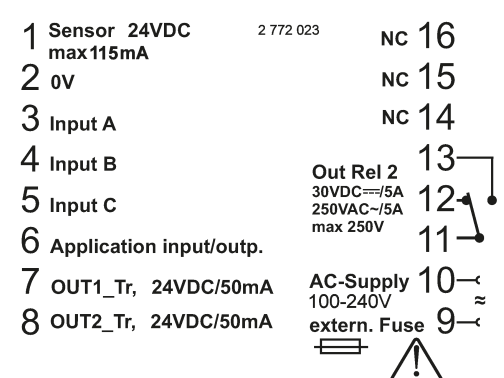 1 Sensor 24VDC
max 115mA
2 0V
3 Input A
4 Input B
5 Input C
6 Application input/outp.
7 OUT1_Tr, 24VDC/50mA
8 OUT2_Tr, 24VDC/50mA
2 772 023
NC 16
NC 15
NC 14
13
Out Rel 2
30VDC⎓/5A 12
250VAC~/5A
max 250V 11
AC-Supply 10
100-240V ≈
extern. Fuse 9
!